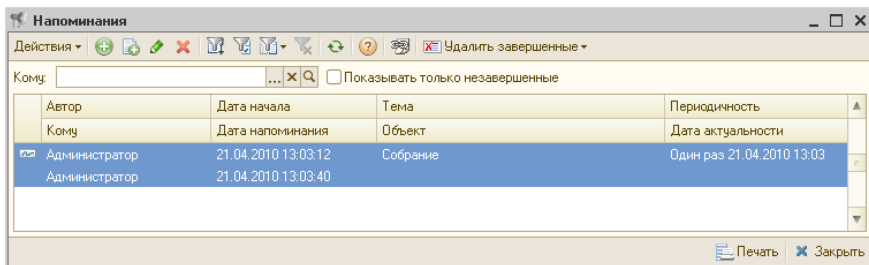 Напоминания
Действия Удалить завершенные
Кому: ... Показывать только незавершенные
Автор Дата начала Тема Периодичность
Кому Дата напоминания Объект Дата актуальности
Администратор 21.04.2010 13:03:12 Собрание Один раз 21.04.2010 13:03
Администратор 21.04.2010 13:03:40
Печать Закрыть